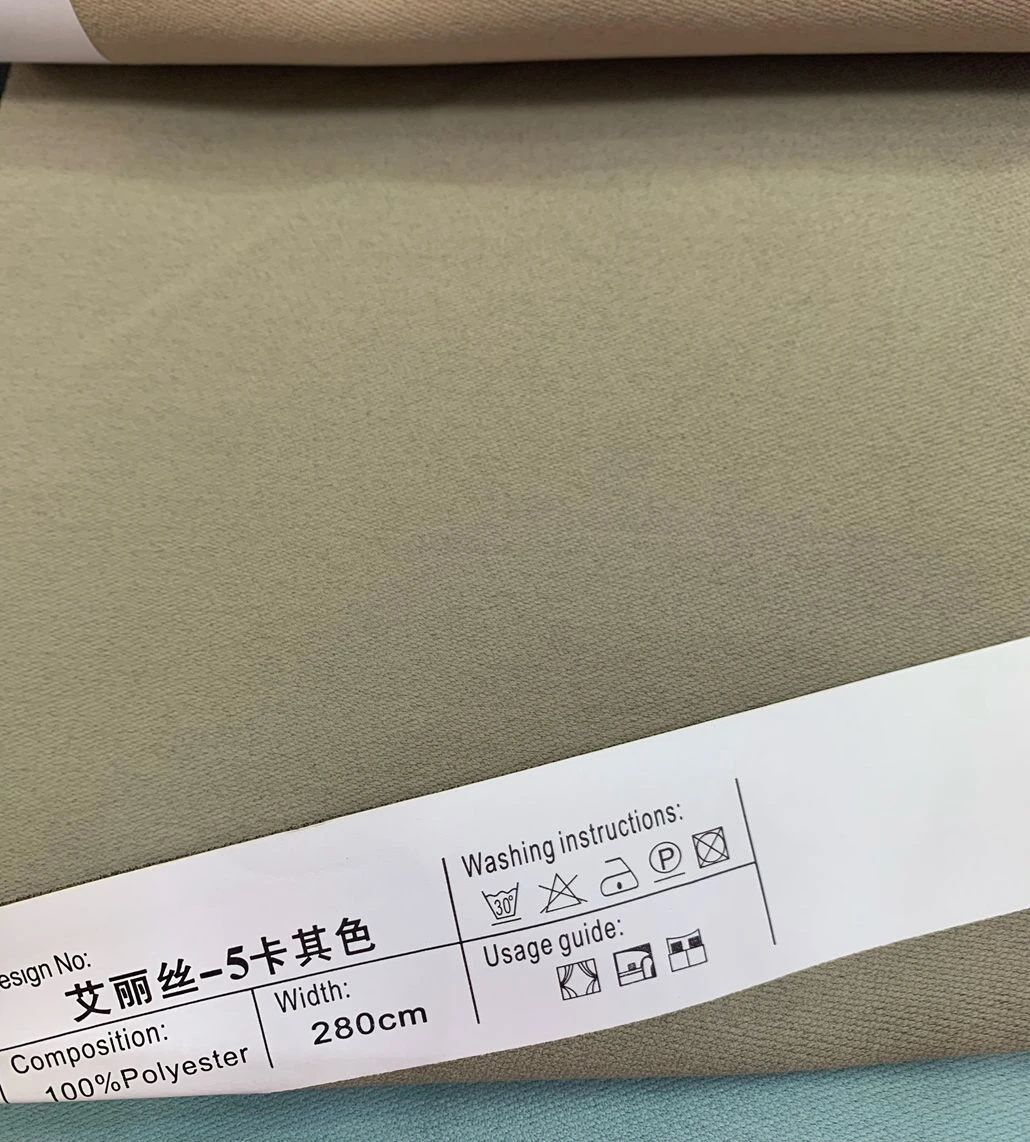 esign No:
艾丽丝-5卡其色
Composition:
100%Polyester
Width:
280cm
Washing instructions:
30°
P
Usage guide: